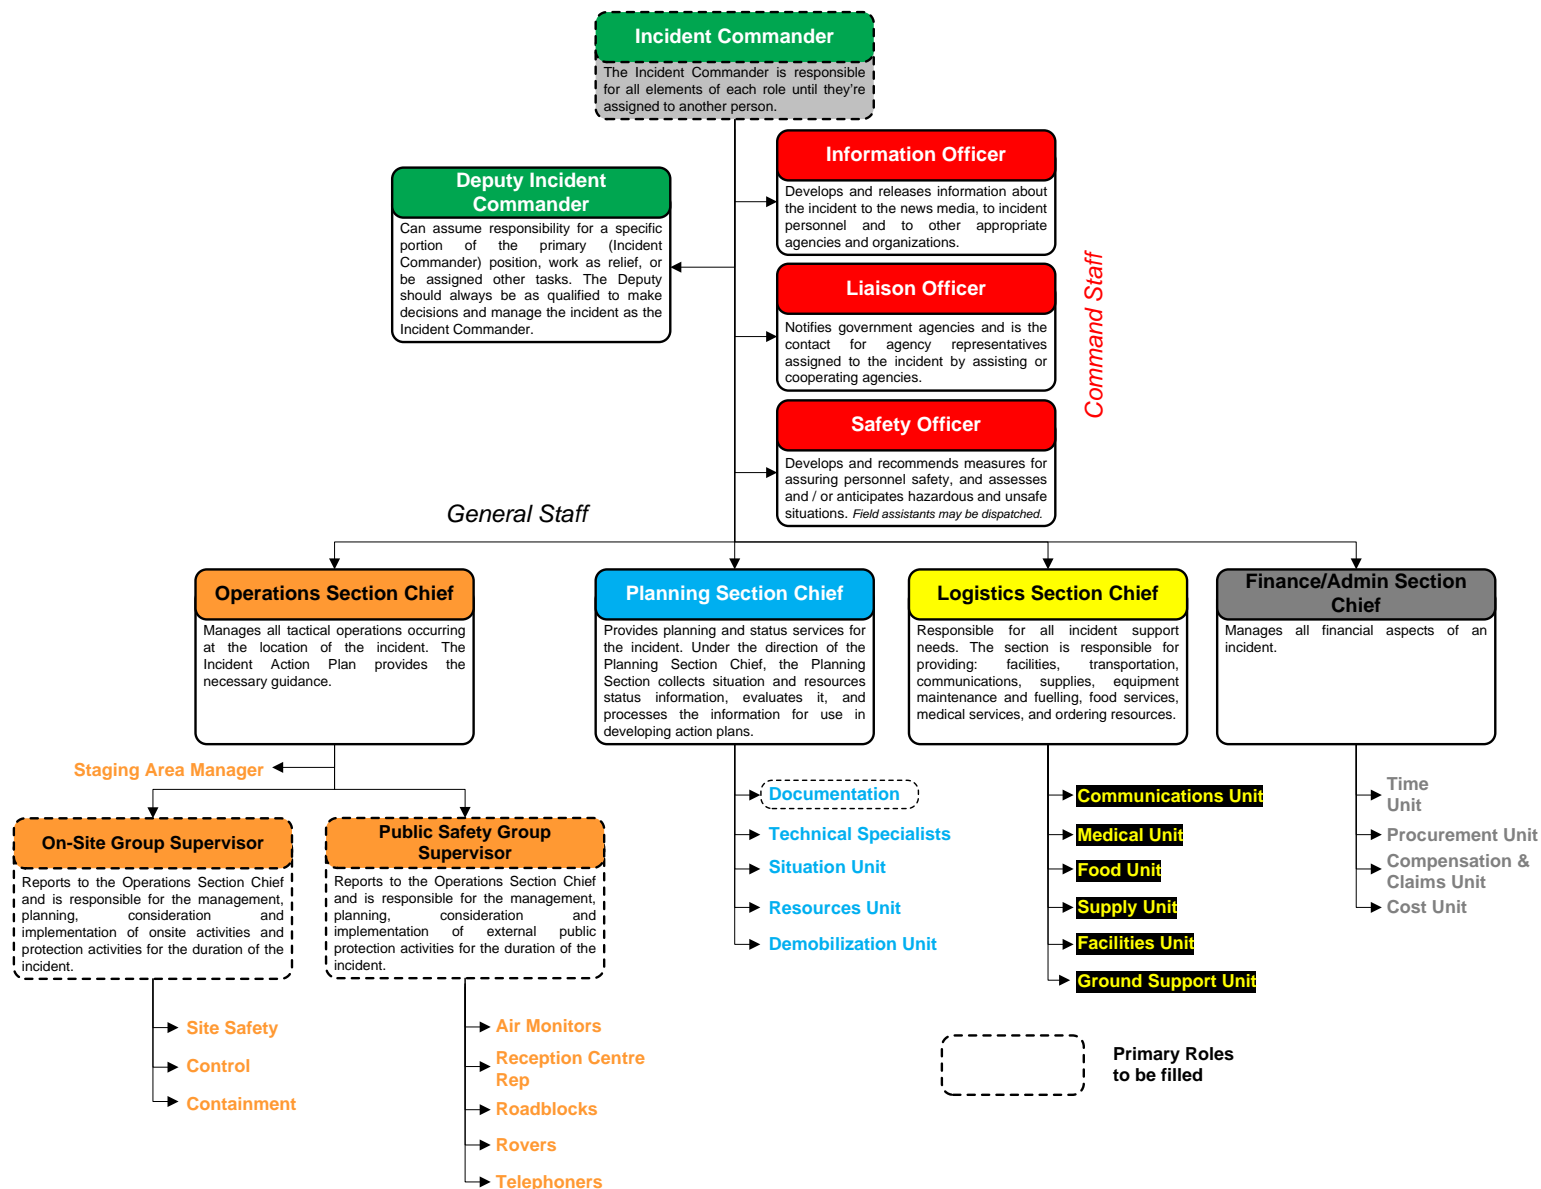 Incident Commander
The Incident Commander is responsible
for all elements of each role until they're
assigned to another person.
Information Officer
Develops and releases information about
the incident to the news media, to incident
personnel and to other appropriate
agencies and organizations.
Deputy Incident
Commander
Can assume responsibility for a specific
portion of the primary (Incident
Commander) position, work as relief, or
be assigned other tasks. The Deputy
should always be as qualified to make
decisions and manage the incident as the
Incident Commander.
Liaison Officer
Notifies government agencies and is the
contact for agency representatives
assigned to the incident by assisting or
cooperating agencies.
Command Staff
Safety Officer
Develops and recommends measures for
assuring personnel safety, and assesses
and / or anticipates hazardous and unsafe
situations. Field assistants may be dispatched.
General Staff
Operations Section Chief
Manages all tactical operations occurring
at the location of the incident. The
Incident Action Plan provides the
necessary guidance.
Planning Section Chief
Provides planning and status services for
the incident. Under the direction of the
Planning Section Chief, the Planning
Section collects situation and resources
status information, evaluates it, and
processes the information for use in
developing action plans.
Logistics Section Chief
Responsible for all incident support
needs. The section is responsible for
providing: facilities, transportation,
communications, supplies, equipment
maintenance and fuelling, food services,
medical services, and ordering resources.
Finance/Admin Section
Chief
Manages all financial aspects of an
incident.
Staging Area Manager
On-Site Group Supervisor
Reports to the Operations Section Chief
and is responsible for the management,
planning, consideration and
implementation of onsite activities and
protection activities for the duration of the
incident.
Site Safety
Control
Containment
Public Safety Group
Supervisor
Reports to the Operations Section Chief
and is responsible for the management,
planning, consideration and
implementation of external public
protection activities for the duration of the
incident.
Air Monitors
Reception Centre
Rep
Roadblocks
Rovers
Telephoners
Documentation
Technical Specialists
Situation Unit
Resources Unit
Demobilization Unit
Communications Unit
Medical Unit
Food Unit
Supply Unit
Facilities Unit
Ground Support Unit
Time
Unit
Procurement Unit
Compensation &
Claims Unit
Cost Unit
Primary Roles
to be filled